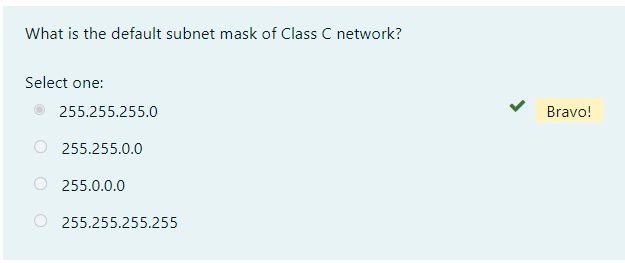 What is the default subnet mask of Class C network?
Select one:
255.255.255.0
Bravo!
255.255.0.0
255.0.0.0
255.255.255.255